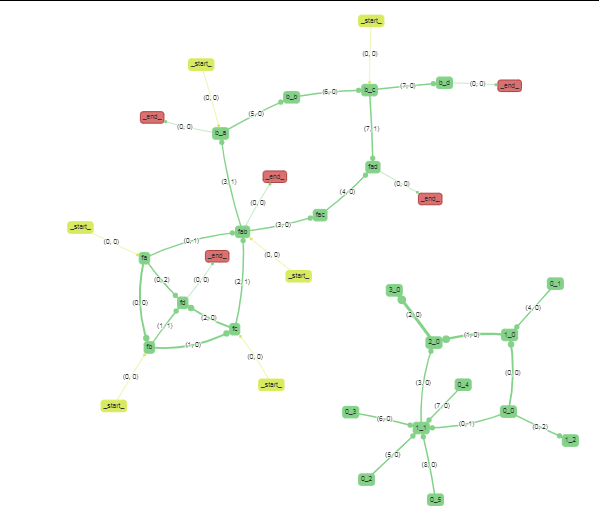 _start_
(0, 0)
_start_
(0, 0)
b_b
(6, 0)
b_c
(7, 0)
b_d
(0, 0)
_end_
(5, 0)
_end_
(0, 0)
b_a
(7, 1)
fad
(3, 1)
_end_
(0, 0)
(4, 0)
(0, 0)
_end_
fac
(3, 0)
_start_
fab
(0, 0)
(0, 1)
(0, 0)
fa
_end_
_start_
(0, 2)
(0, 0)
(2, 1)
(0, 0)
fd
(2, 0)
(1, 1)
fc
fb
(1, 0)
(0, 0)
(0, 0)
_start_
_start_
0_1
3_0
(4, 0)
(2, 0)
1_0
(1, 0)
2_0
(0, 0)
(3, 0)
0_4
(7, 0)
0_3
0_0
(6, 0)
(0, 1)
1_1
(0, 2)
1_2
(5, 0)
(8, 0)
0_2
0_5